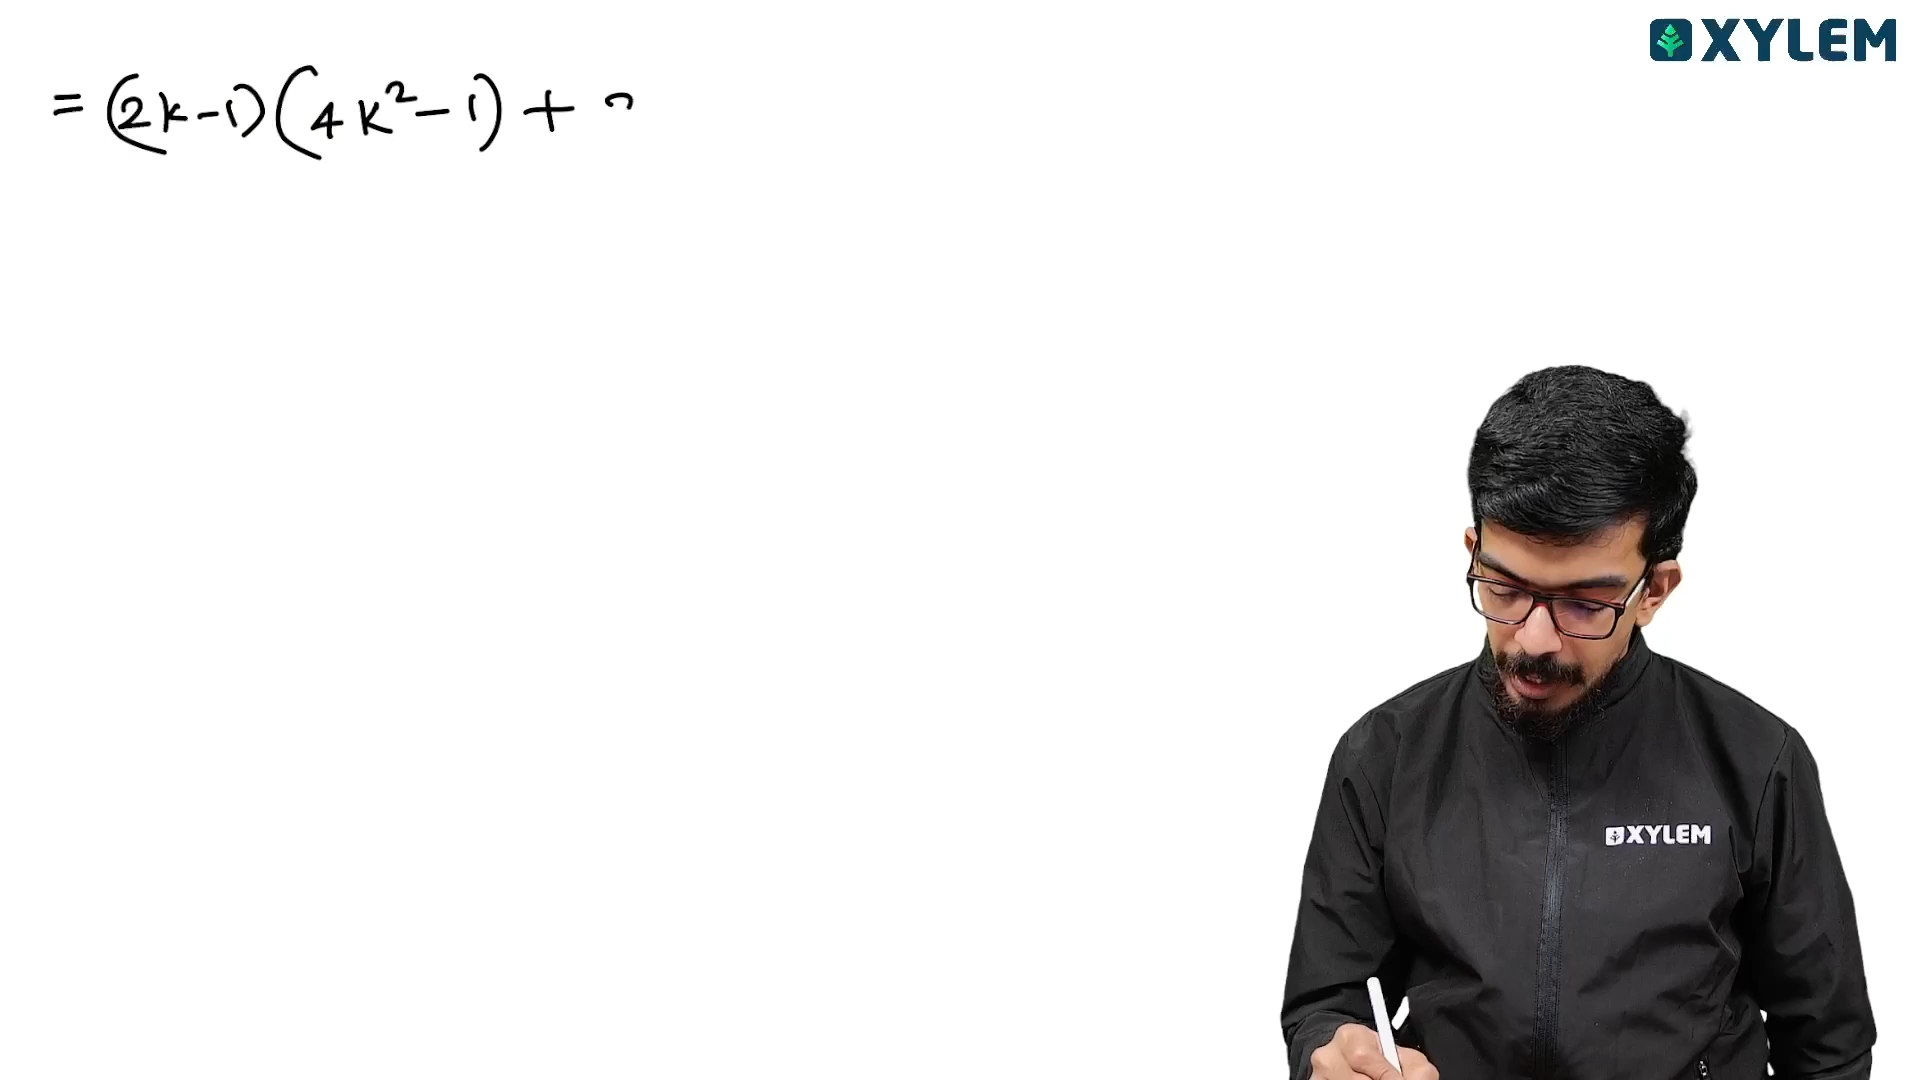 XYLEM
= (2k-1)(4k²-1) +
XYLEM